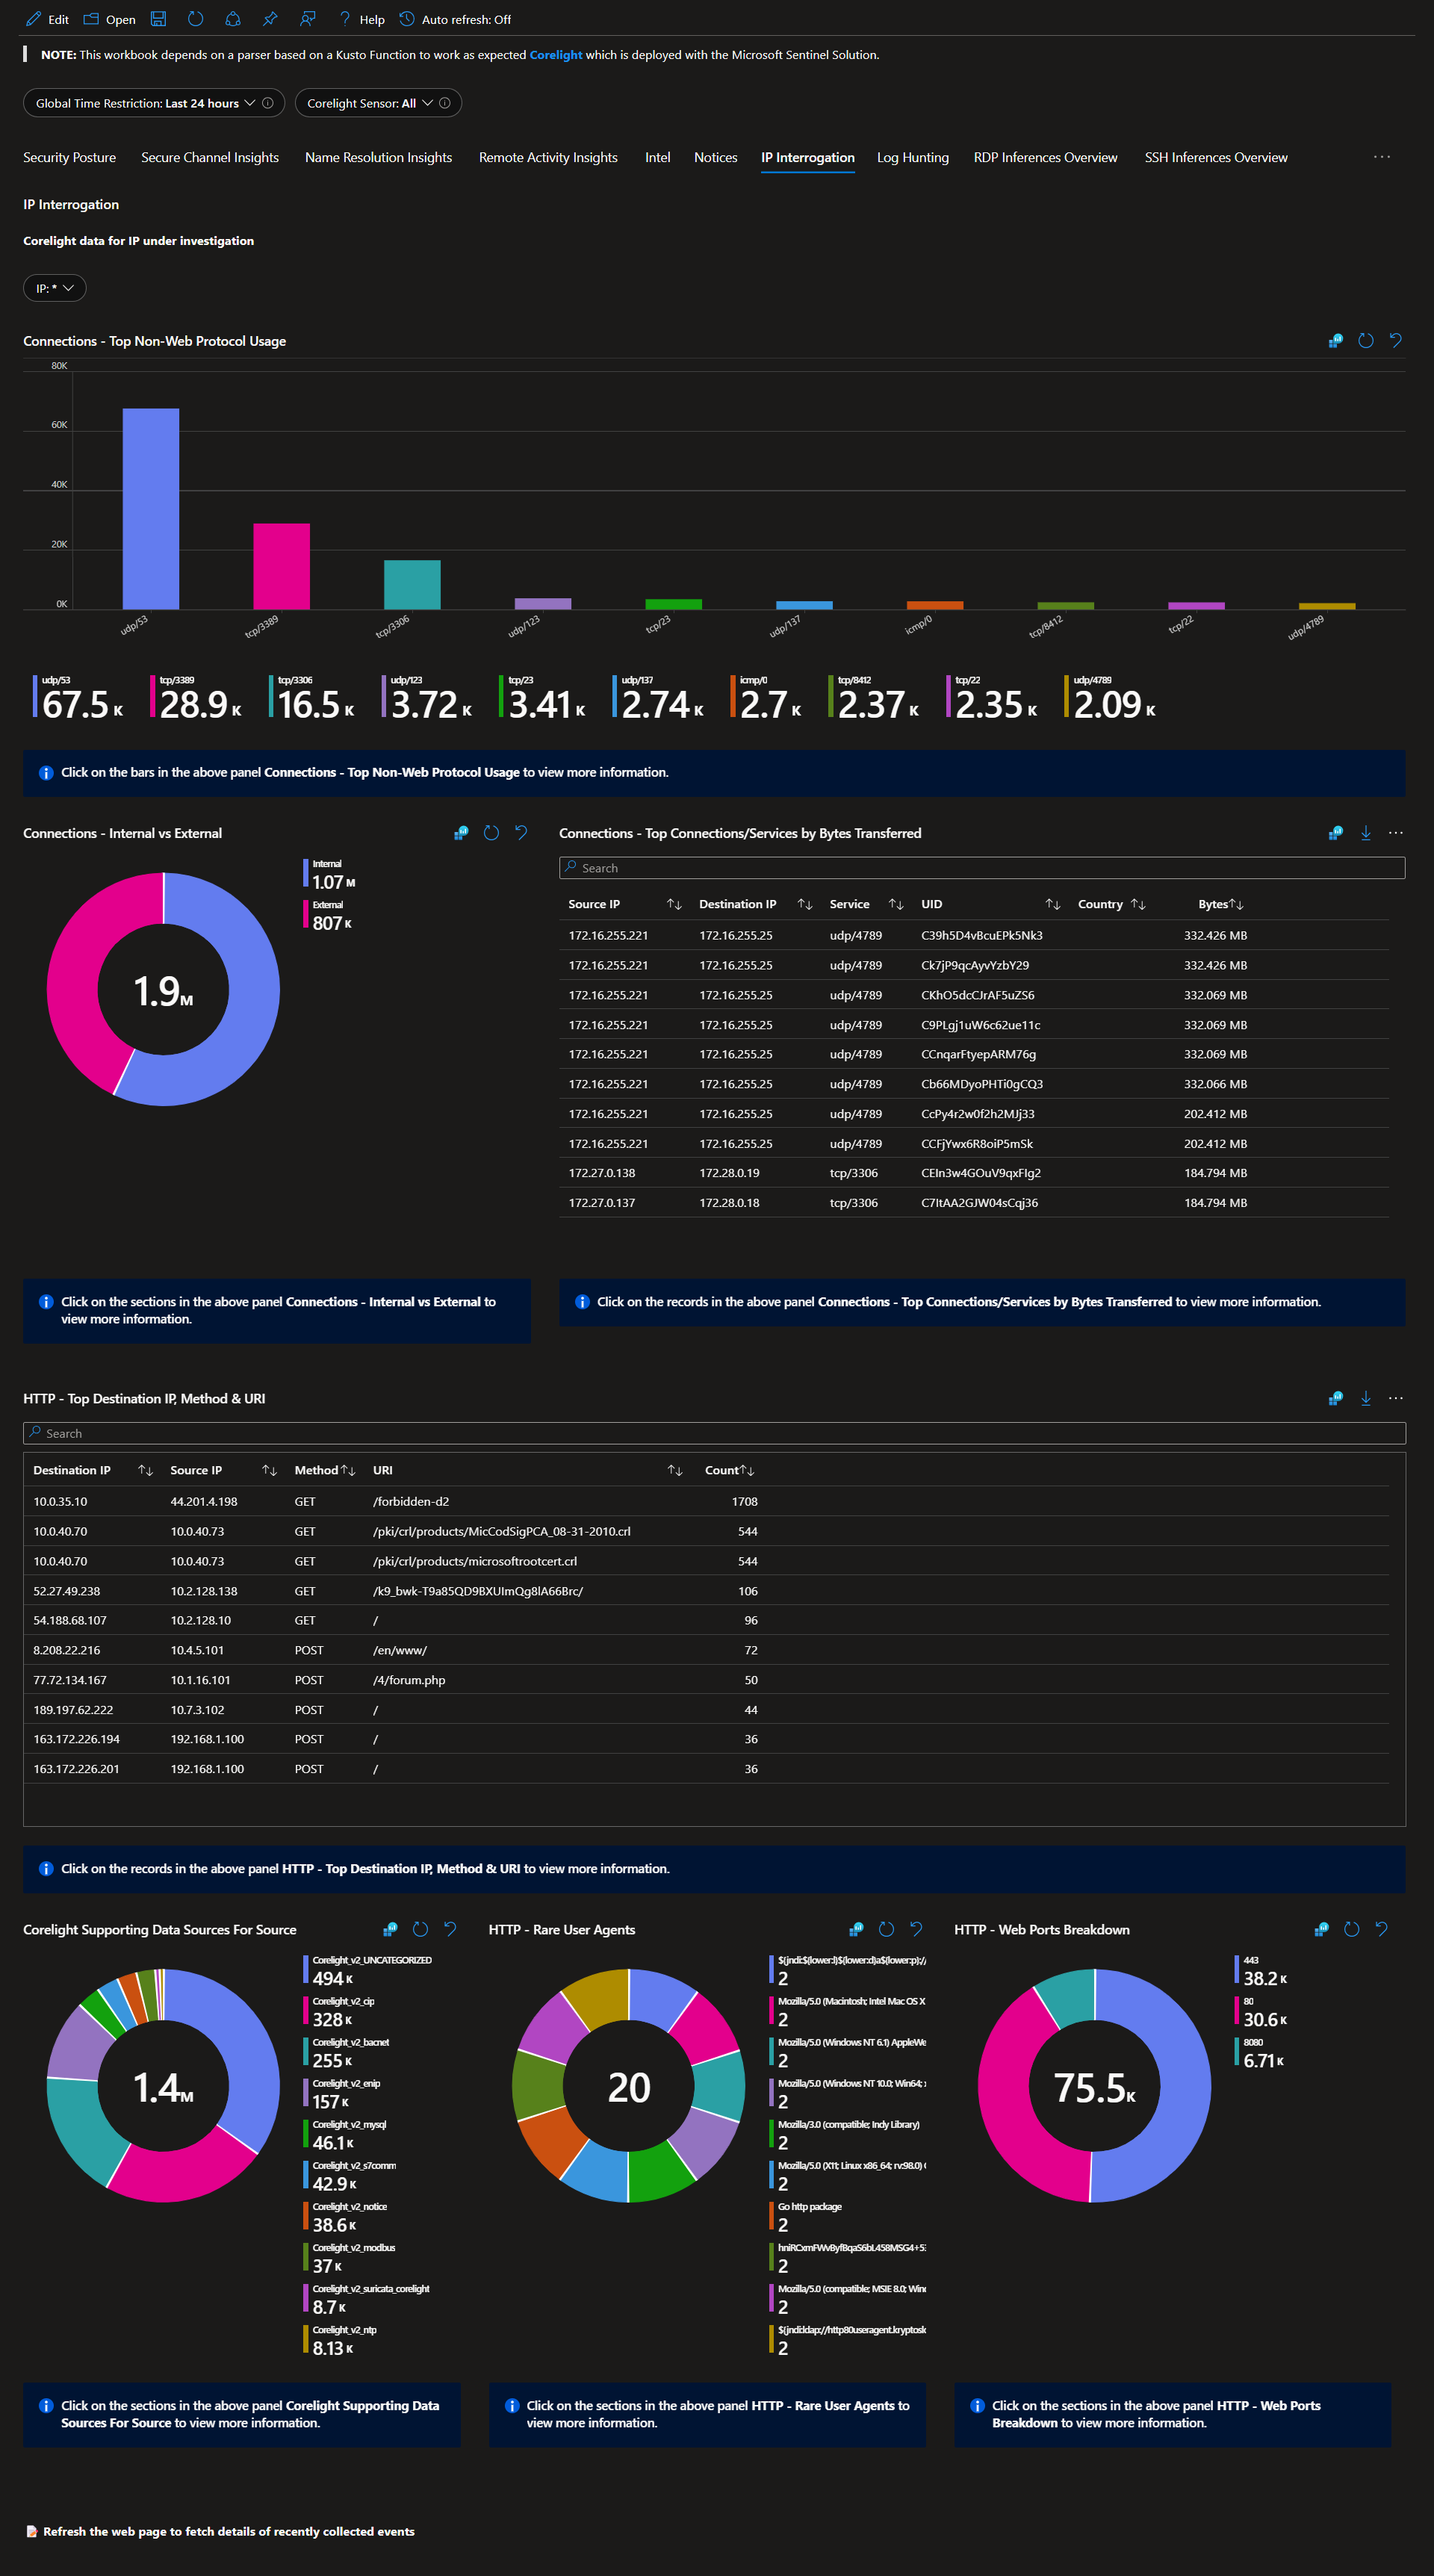 Edit Open Help Auto refresh: Off
NOTE: This workbook depends on a parser based on a Kusto Function to work as expected Corelight which is deployed with the Microsoft Sentinel Solution.
Global Time Restriction: Last 24 hours Corelight Sensor: All
Security Posture Secure Channel Insights Name Resolution Insights Remote Activity Insights Intel Notices IP Interrogation Log Hunting RDP Inferences Overview SSH Inferences Overview ...
IP Interrogation
Corelight data for IP under investigation
IP: *
Connections - Top Non-Web Protocol Usage
80K
60K
40K
20K
0K
udp/53 tcp/3389 tcp/3306 udp/123 tcp/23 udp/137 icmp/0 tcp/8412 tcp/22 udp/4789
udp/53 tcp/3389 tcp/3306 udp/123 tcp/23 udp/137 icmp/0 tcp/8412 tcp/22 udp/4789
67.5 K 28.9 K 16.5 K 3.72 K 3.41 K 2.74 K 2.7 K 2.37 K 2.35 K 2.09 K
Click on the bars in the above panel Connections - Top Non-Web Protocol Usage to view more information.
Connections - Internal vs External
Internal
1.07 M
External
807 K
1.9 M
Connections - Top Connections/Services by Bytes Transferred
Search
Source IP Destination IP Service UID Country Bytes
172.16.255.221 172.16.255.25 udp/4789 C39h5D4vBcuEPk5Nk3 332.426 MB
172.16.255.221 172.16.255.25 udp/4789 Ck7jP9qcAyvYzbY29 332.426 MB
172.16.255.221 172.16.255.25 udp/4789 CKhO5dcCJrAF5uZS6 332.069 MB
172.16.255.221 172.16.255.25 udp/4789 C9PLgj1uW6c62ue11c 332.069 MB
172.16.255.221 172.16.255.25 udp/4789 CCnqarFtyepARM76g 332.069 MB
172.16.255.221 172.16.255.25 udp/4789 Cb66MDyoPHTi0gCQ3 332.066 MB
172.16.255.221 172.16.255.25 udp/4789 CcPy4r2w0f2h2MJj33 202.412 MB
172.16.255.221 172.16.255.25 udp/4789 CCFjYwx6R8oiP5mSk 202.412 MB
172.27.0.138 172.28.0.19 tcp/3306 CEIn3w4GOuV9qxFIg2 184.794 MB
172.27.0.137 172.28.0.18 tcp/3306 C7ItAA2GJW04sCqj36 184.794 MB
Click on the sections in the above panel Connections - Internal vs External to
view more information.
Click on the records in the above panel Connections - Top Connections/Services by Bytes Transferred to view more information.
HTTP - Top Destination IP, Method & URI
Search
Destination IP Source IP Method URI Count
10.0.35.10 44.201.4.198 GET /forbidden-d2 1708
10.0.40.70 10.0.40.73 GET /pki/crl/products/MicCodSigPCA_08-31-2010.crl 544
10.0.40.70 10.0.40.73 GET /pki/crl/products/microsoftrootcert.crl 544
52.27.49.238 10.2.128.138 GET /k9_bwk-T9a85QD9BXUImQg8lA66Brc/ 106
54.188.68.107 10.2.128.10 GET / 96
8.208.22.216 10.4.5.101 POST /en/www/ 72
77.72.134.167 10.1.16.101 POST /4/forum.php 50
189.197.62.222 10.7.3.102 POST / 44
163.172.226.194 192.168.1.100 POST / 36
163.172.226.201 192.168.1.100 POST / 36
Click on the records in the above panel HTTP - Top Destination IP, Method & URI to view more information.
Corelight Supporting Data Sources For Source
1.4 M
Corelight_v2_UNCATEGORIZED
494 K
Corelight_v2_cip
328 K
Corelight_v2_bacnet
255 K
Corelight_v2_enip
157 K
Corelight_v2_mysql
46.1 K
Corelight_v2_s7comm
42.9 K
Corelight_v2_notice
38.6 K
Corelight_v2_modbus
37 K
Corelight_v2_suricata_corelight
8.7 K
Corelight_v2_ntp
8.13 K
HTTP - Rare User Agents
20
${jndi:${lower:l}${lower:d}a${lower:p}://
2
Mozilla/5.0 (Macintosh; Intel Mac OS X
2
Mozilla/5.0 (Windows NT 6.1) AppleWe
2
Mozilla/5.0 (Windows NT 10.0; Win64;
2
Mozilla/3.0 (compatible; Indy Library)
2
Mozilla/5.0 (X11; Linux x86_64; rv:98.0)
2
Go http package
2
hniRCxmFWvByfBqaS6bL458MSG4+53
2
Mozilla/5.0 (compatible; MSIE 8.0; Wind
2
${jndi:ldap://http80useragent.kryptosk
2
HTTP - Web Ports Breakdown
75.5 K
443
38.2 K
80
30.6 K
8080
6.71 K
Click on the sections in the above panel Corelight Supporting Data
Sources For Source to view more information.
Click on the sections in the above panel HTTP - Rare User Agents to
view more information.
Click on the sections in the above panel HTTP - Web Ports
Breakdown to view more information.
Refresh the web page to fetch details of recently collected events